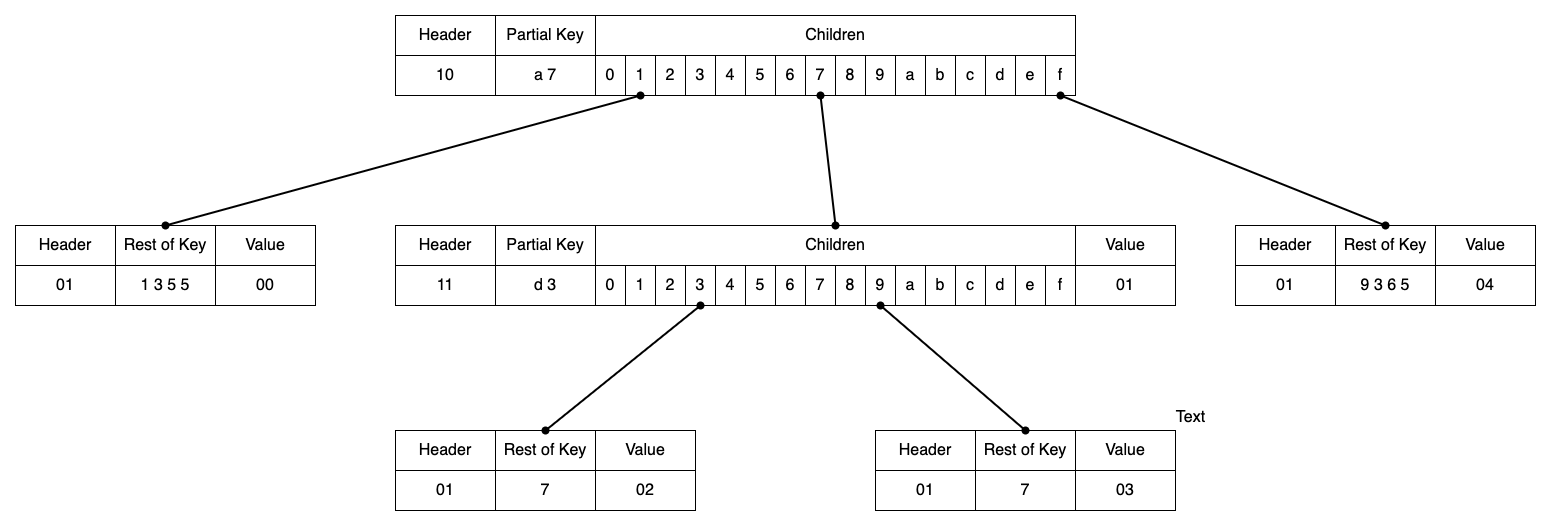 Header Partial Key Children
10 a 7 0 1 2 3 4 5 6 7 8 9 a b c d e f
Header Rest of Key Value
01 1 3 5 5 00
Header Partial Key Children Value
11 d 3 0 1 2 3 4 5 6 7 8 9 a b c d e f 01
Header Rest of Key Value
01 9 3 6 5 04
Text
Header Rest of Key Value
01 7 02
Header Rest of Key Value
01 7 03